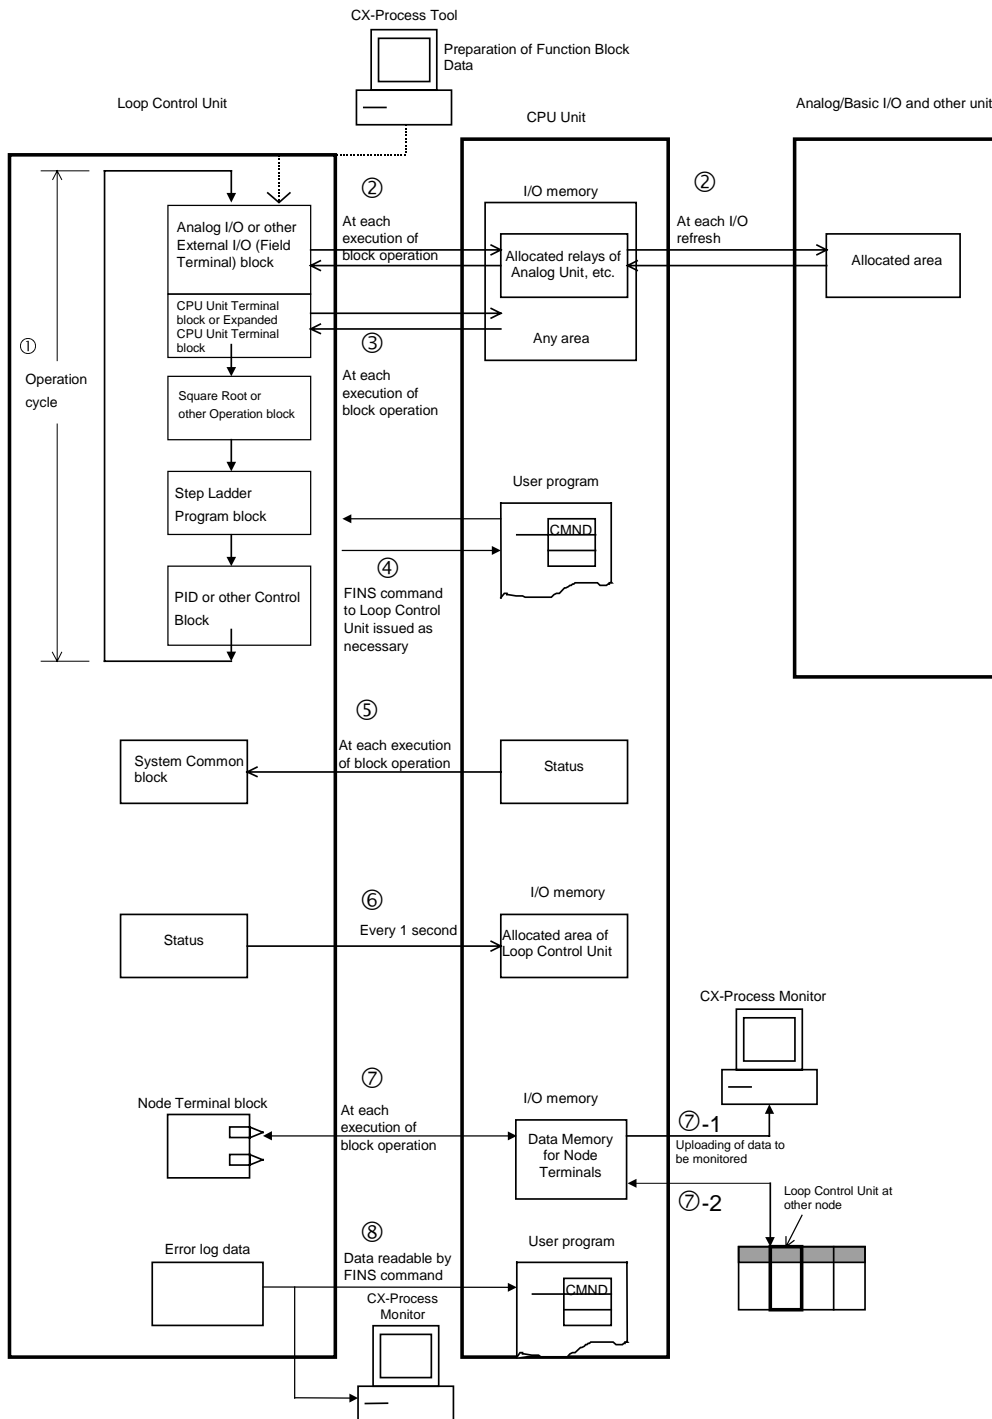 CX-Process Tool
Preparation of Function Block
Data
Loop Control Unit
CPU Unit
Analog/Basic I/O and other unit
②
At each
execution of
block operation
I/O memory
②
At each I/O
refresh
Analog I/O or other
External I/O (Field
Terminal) block
Allocated relays of
Analog Unit, etc.
Allocated area
CPU Unit Terminal
block or Expanded
CPU Unit Terminal
block
Any area
①
Operation
cycle
③
At each
execution of
block operation
Square Root or
other Operation block
Step Ladder
Program block
User program
CMND
④
FINS command
to Loop Control
Unit issued as
necessary
PID or other Control
Block
⑤
At each execution
of block operation
System Common
block
Status
⑥
Every 1 second
Status
I/O memory
Allocated area of
Loop Control Unit
CX-Process Monitor
Node Terminal block
⑦
At each
execution of
block operation
I/O memory
Data Memory
for Node
Terminals
⑦-1
Uploading of data to
be monitored
⑦-2
Loop Control Unit at
other node
Error log data
⑧
Data readable by
FINS command
User program
CMND
CX-Process
Monitor